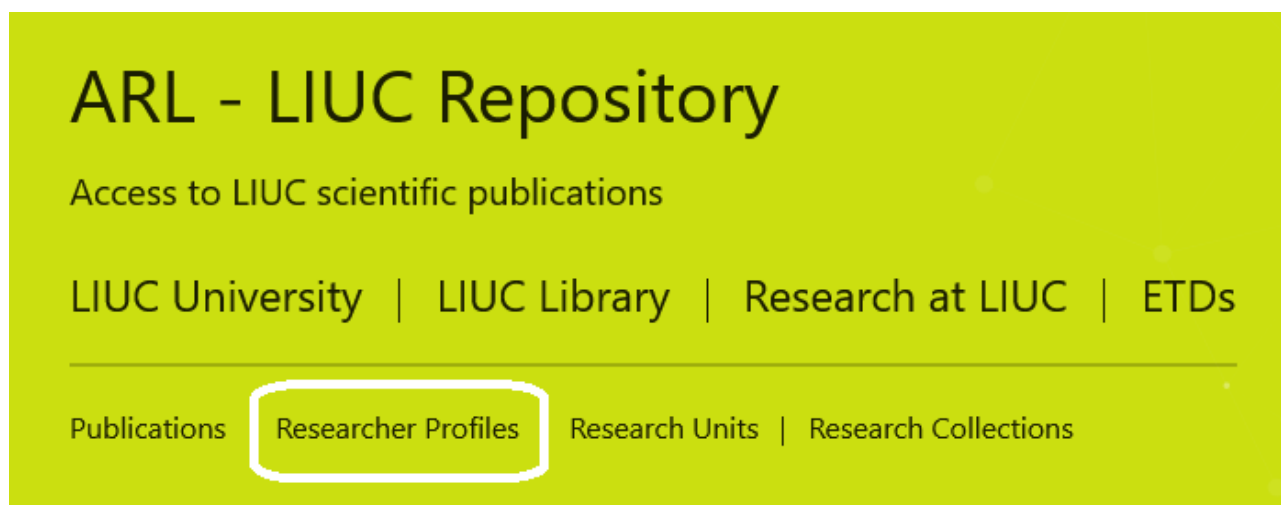 ARL - LIUC Repository
Access to LIUC scientific publications
LIUC University | LIUC Library | Research at LIUC | ETDs
Publications Researcher Profiles Research Units | Research Collections